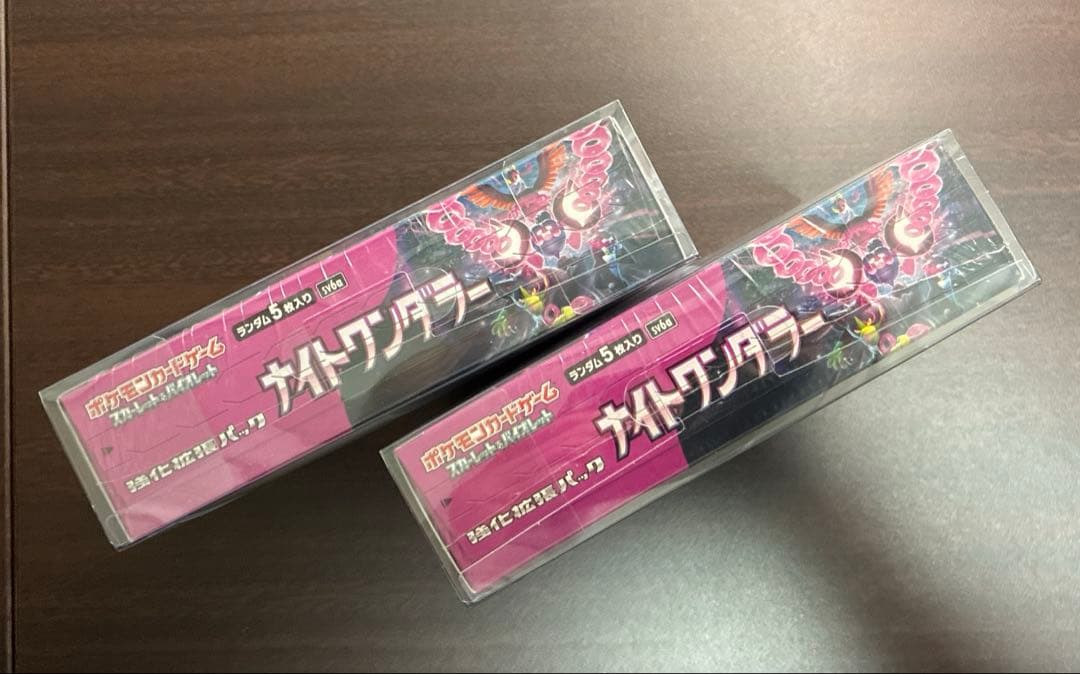 ポケモンカードゲーム
スカーレット&バイオレット
ランダム5枚入り
sv6a
強化拡張パック
ナイトワンダラー
ポケモンカードゲーム
スカーレット&バイオレット
ランダム5枚入り
sv6a
強化拡張パック
ナイトワンダラー